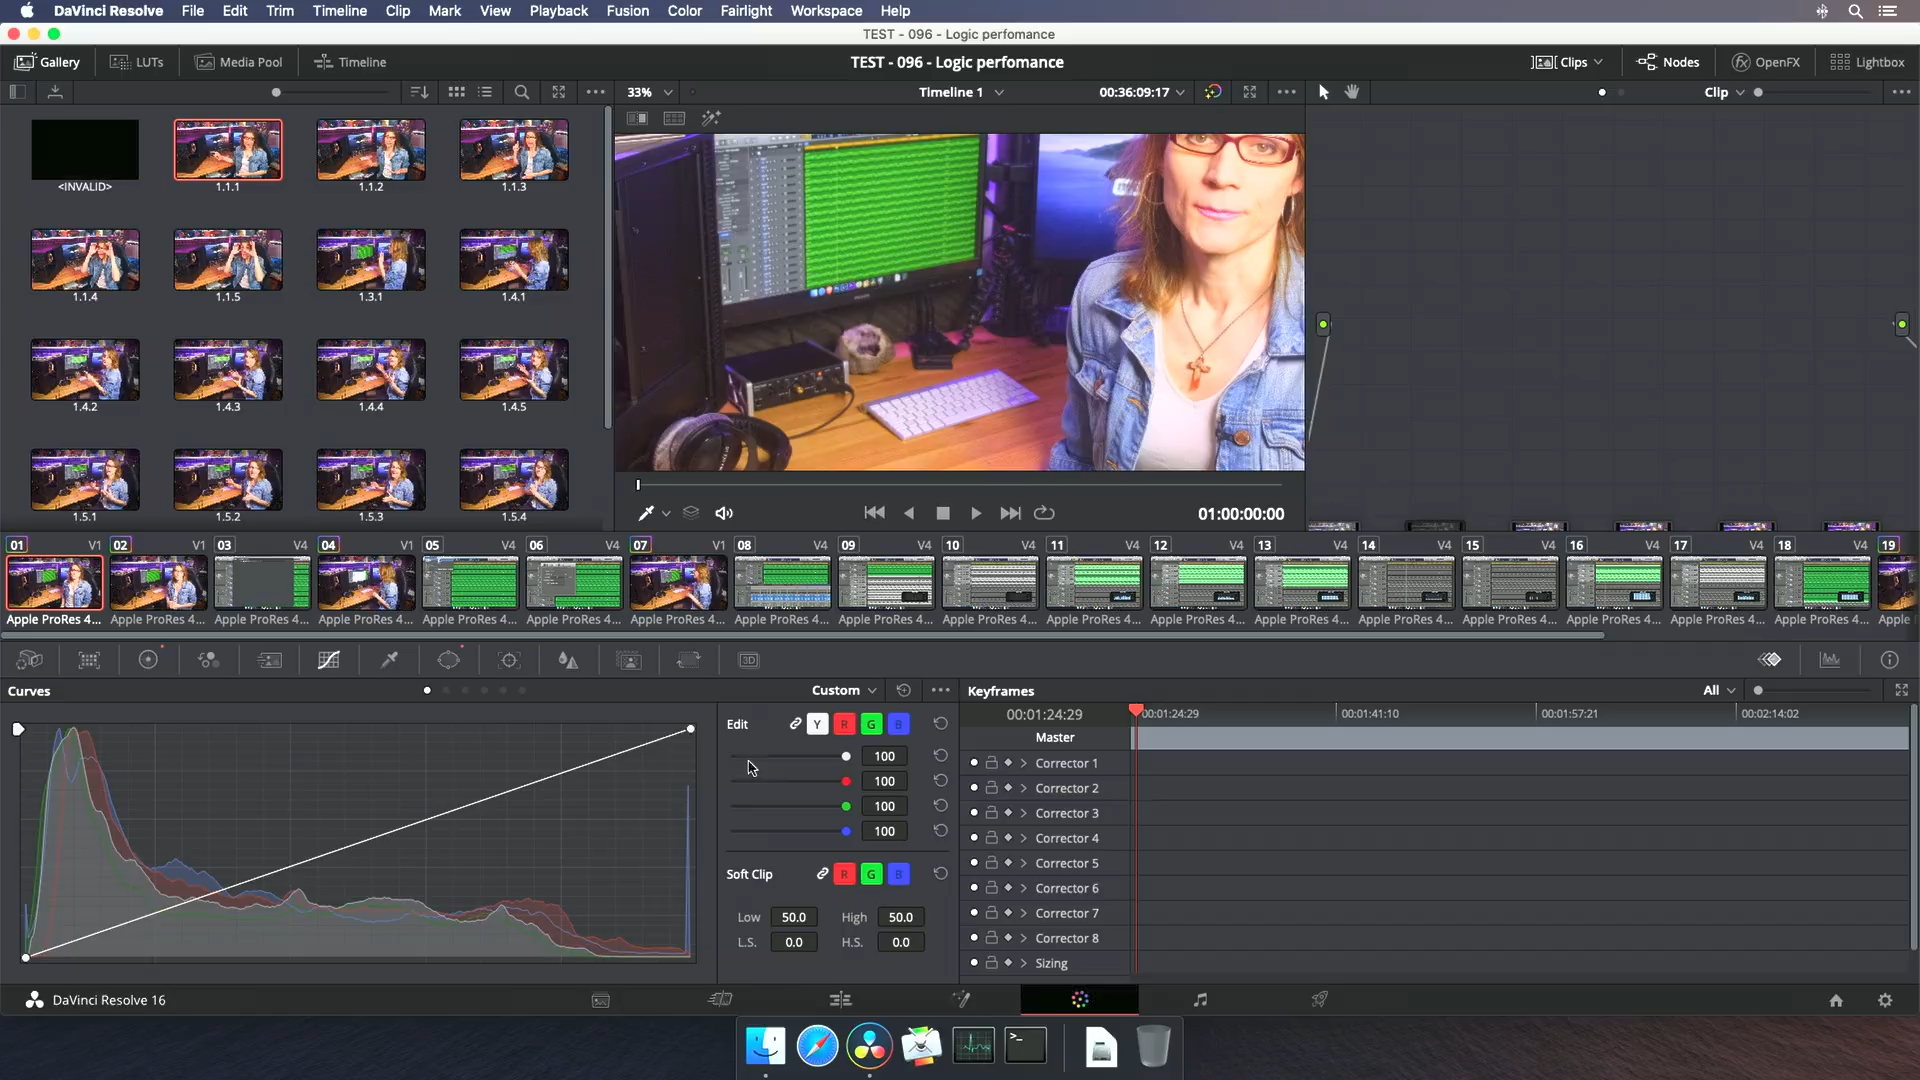 DaVinci Resolve File Edit Trim Timeline Clip Mark View Playback Fusion Color Fairlight Workspace Help
TEST - 096 - Logic perfomance
Gallery LUTs Media Pool Timeline TEST - 096 - Logic perfomance Clips Nodes OpenFX Lightbox
33% Timeline 1 00:36:09:17 Clip
<INVALID> 1.1.1 1.1.2 1.1.3
1.1.4 1.1.5 1.3.1 1.4.1
1.4.2 1.4.3 1.4.4 1.4.5
1.5.1 1.5.2 1.5.3 1.5.4
01:00:00:00
01 V1 02 V1 03 V4 04 V1 05 V4 06 V4 07 V1 08 V4 09 V4 10 V4 11 V4 12 V4 13 V4 14 V4 15 V4 16 V4 17 V4 18 V4 19
Apple ProRes 4... Apple ProRes 4... Apple ProRes 4... Apple ProRes 4... Apple ProRes 4... Apple ProRes 4... Apple ProRes 4... Apple ProRes 4... Apple ProRes 4... Apple ProRes 4... Apple ProRes 4... Apple ProRes 4... Apple ProRes 4... Apple ProRes 4... Apple ProRes 4... Apple ProRes 4... Apple ProRes 4... Apple ProRes 4... Apple
3D
Curves Custom Keyframes All
Edit Y R G B 00:01:24:29 00:01:24:29 00:01:41:10 00:01:57:21 00:02:14:02
Master
100 Corrector 1
100 Corrector 2
100 Corrector 3
100 Corrector 4
Soft Clip R G B Corrector 5
Corrector 6
Low 50.0 High 50.0 Corrector 7
L.S. 0.0 H.S. 0.0 Corrector 8
Sizing
DaVinci Resolve 16